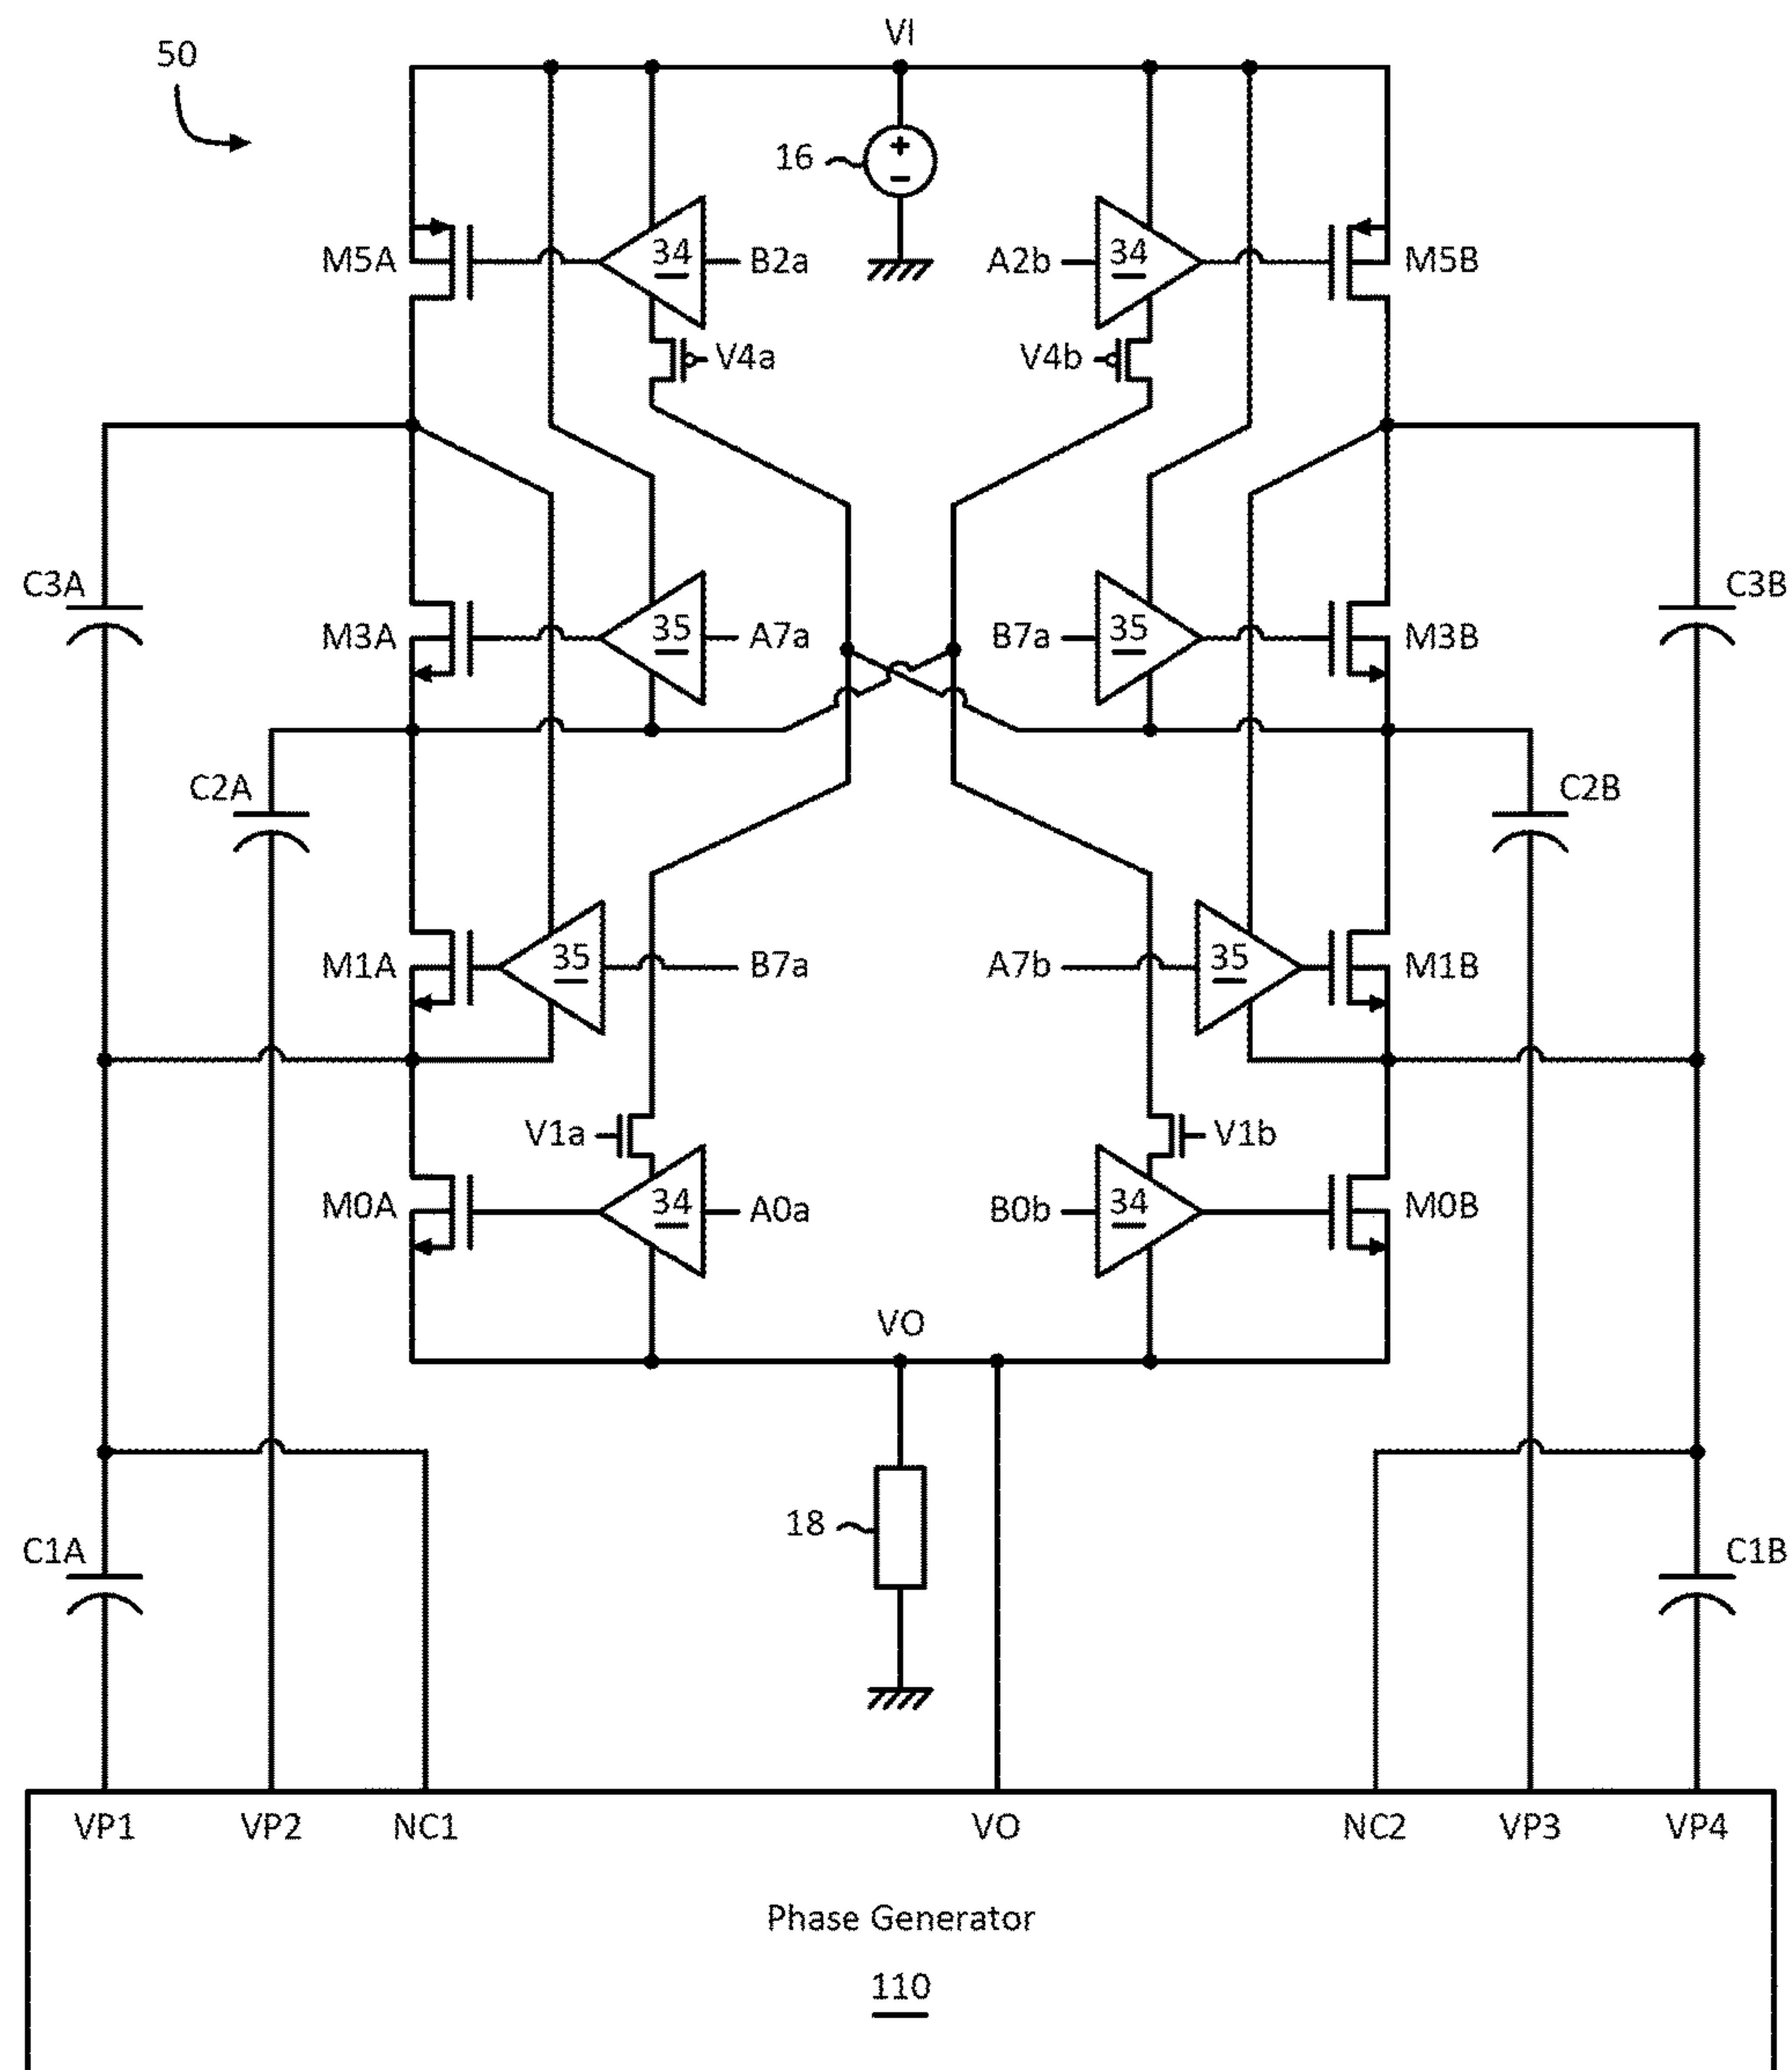 VI
50
16
M5A
34
B2a
A2b
34
M5B
V4a
V4b
C3A
C3B
M3A
35
A7a
B7a
35
M3B
C2A
C2B
M1A
35
B7a
A7b
35
M1B
V1a
V1b
M0A
34
A0a
B0b
34
M0B
VO
18
C1A
C1B
VP1
VP2
NC1
VO
NC2
VP3
VP4
Phase Generator
110